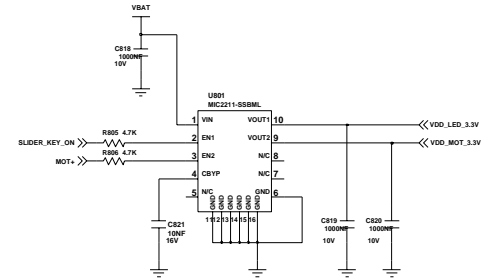 VBAT
C818
1000NF
10V
U801
MIC2211-SSBML
1 VIN VOUT1 10
VDD_LED_3.3V
R805 4.7K
SLIDER_KEY_ON 2 EN1 VOUT2 9
VDD_MOT_3.3V
R806 4.7K
MOT+ 3 EN2 N/C 8
4 CBYP N/C 7
5 N/C GND 6
GND GND GND GND GND GND
11 12 13 14 15 16
C821
10NF
16V
C819
1000NF
10V
C820
1000NF
10V